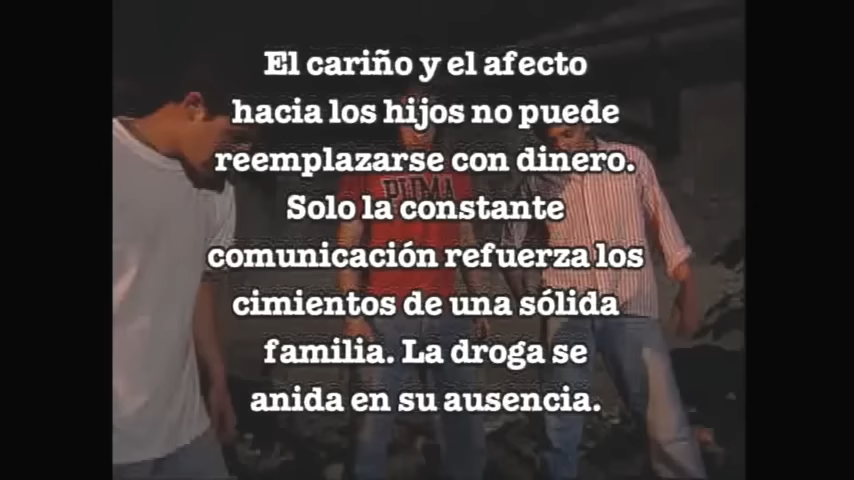 El cariño y el afecto
hacia los hijos no puede
reemplazarse con dinero.
Solo la constante
comunicación refuerza los
cimientos de una sólida
familia. La droga se
anida en su ausencia.
PUMA